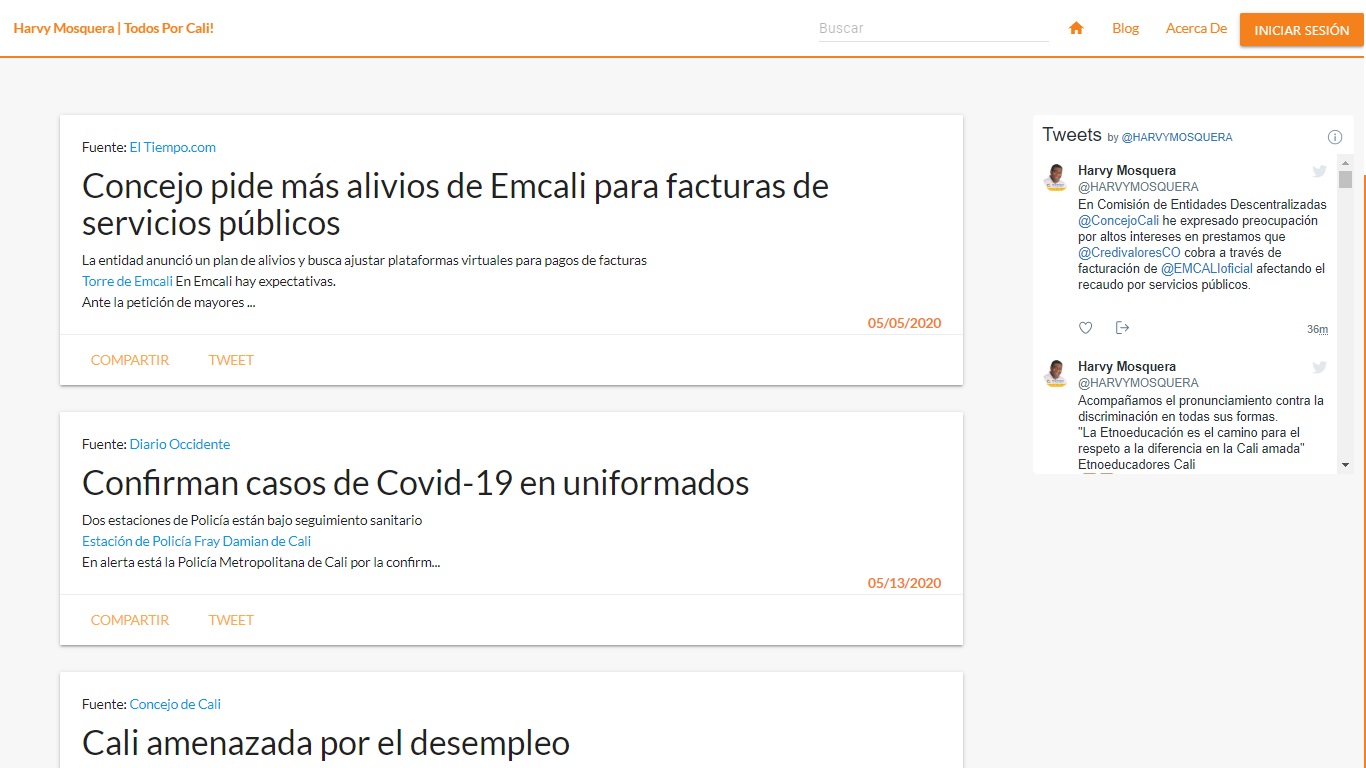 Harvy Mosquera | Todos Por Cali!
Buscar
Blog
Acerca De
INICIAR SESIÓN
Fuente: El Tiempo.com
Concejo pide más alivios de Emcali para facturas de
servicios públicos
La entidad anunció un plan de alivios y busca ajustar plataformas virtuales para pagos de facturas
Torre de Emcali En Emcali hay expectativas.
Ante la petición de mayores ...
05/05/2020
COMPARTIR
TWEET
Fuente: Diario Occidente
Confirman casos de Covid-19 en uniformados
Dos estaciones de Policía están bajo seguimiento sanitario
Estación de Policía Fray Damian de Cali
En alerta está la Policía Metropolitana de Cali por la confirm...
05/13/2020
COMPARTIR
TWEET
Fuente: Concejo de Cali
Cali amenazada por el desempleo
Tweets by @HARVYMOSQUERA
Harvy Mosquera
@HARVYMOSQUERA
En Comisión de Entidades Descentralizadas
@ConcejoCali he expresado preocupación
por altos intereses en prestamos que
@CredivaloresCO cobra a través de
facturación de @EMCALIoficial afectando el
recaudo por servicios públicos.
36m
Harvy Mosquera
@HARVYMOSQUERA
Acompañamos el pronunciamiento contra la
discriminación en todas sus formas.
"La Etnoeducación es el camino para el
respeto a la diferencia en la Cali amada"
Etnoeducadores Cali